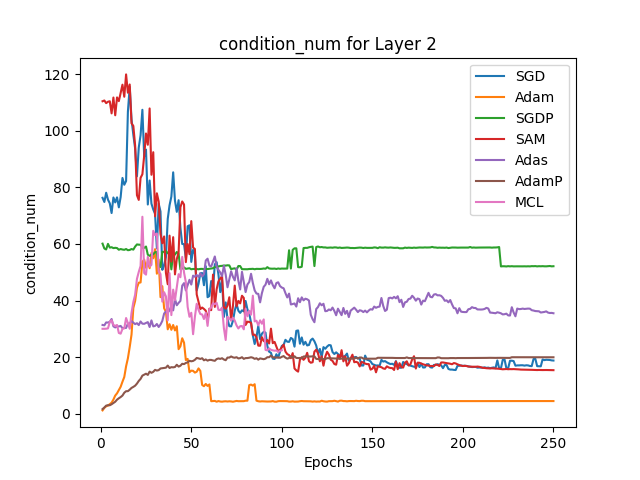 condition_num for Layer 2
condition_num
120
100
80
60
40
20
0
0 50 100 150 200 250
Epochs
SGD
Adam
SGDP
SAM
Adas
AdamP
MCL